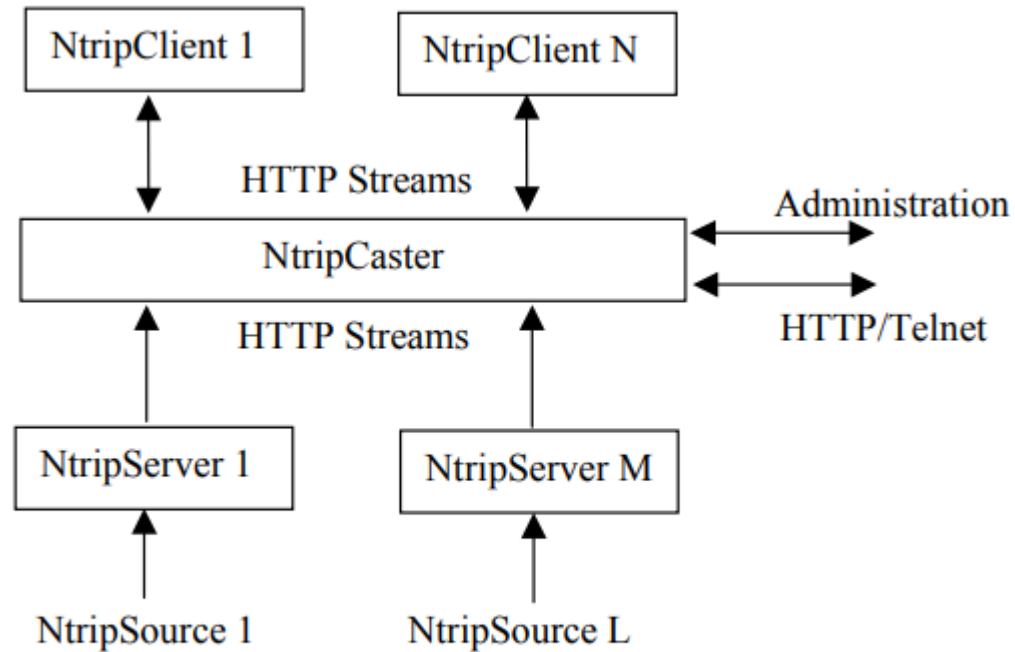 NtripClient 1
NtripClient N
HTTP Streams
Administration
NtripCaster
HTTP Streams
HTTP/Telnet
NtripServer 1
NtripServer M
NtripSource 1
NtripSource L